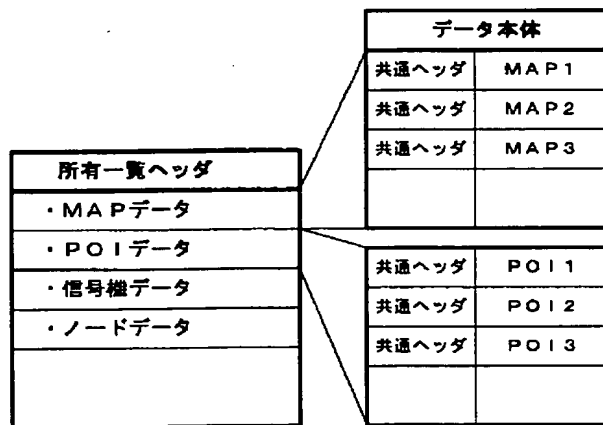 データ本体
共通ヘッダ MAP1
共通ヘッダ MAP2
共通ヘッダ MAP3
所有一覧ヘッダ
・MAPデータ
・POIデータ
・信号機データ
・ノードデータ
共通ヘッダ POI1
共通ヘッダ POI2
共通ヘッダ POI3